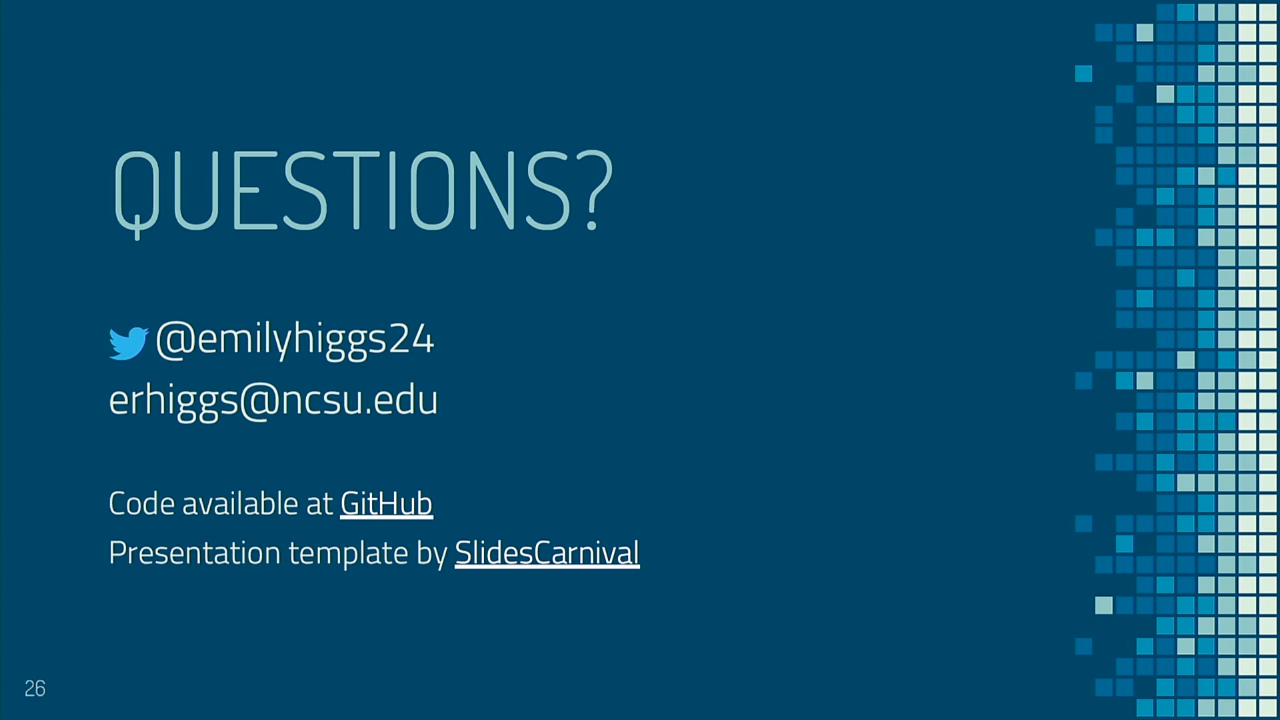 QUESTIONS?
@emilyhiggs24
erhiggs@ncsu.edu
Code available at GitHub
Presentation template by SlidesCarnival
26